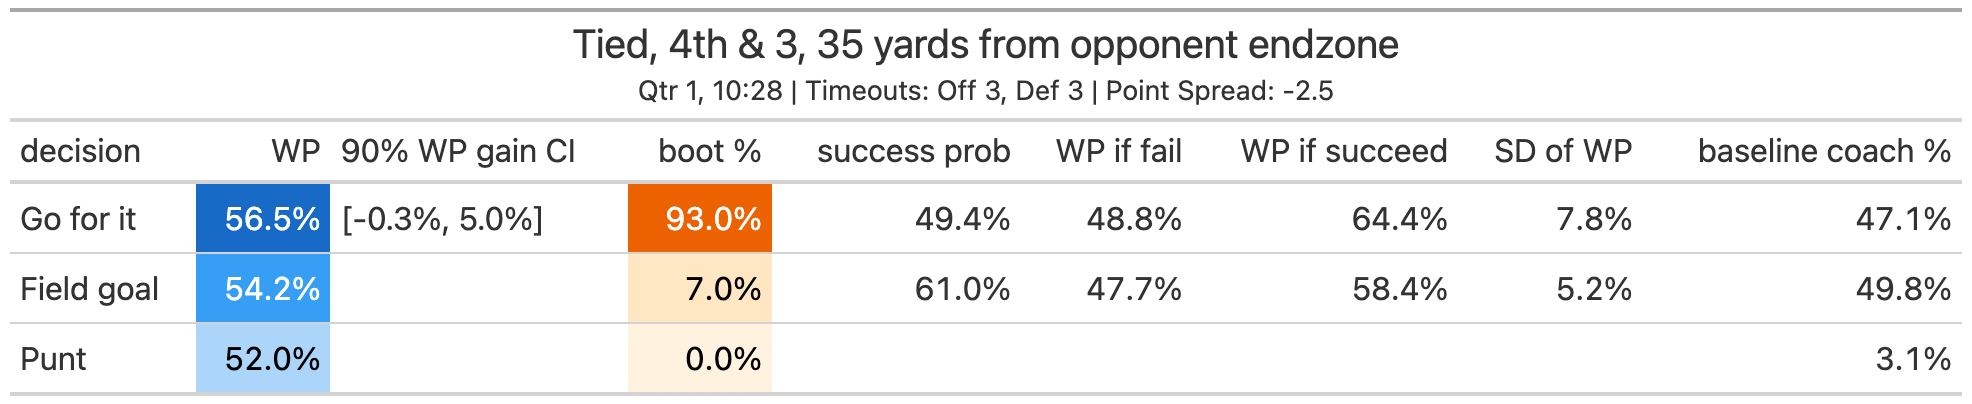 Tied, 4th & 3, 35 yards from opponent endzone
Qtr 1, 10:28 | Timeouts: Off 3, Def 3 | Point Spread: -2.5
decision WP 90% WP gain CI boot % success prob WP if fail WP if succeed SD of WP baseline coach %
Go for it 56.5% [-0.3%, 5.0%] 93.0% 49.4% 48.8% 64.4% 7.8% 47.1%
Field goal 54.2% 7.0% 61.0% 47.7% 58.4% 5.2% 49.8%
Punt 52.0% 0.0% 3.1%